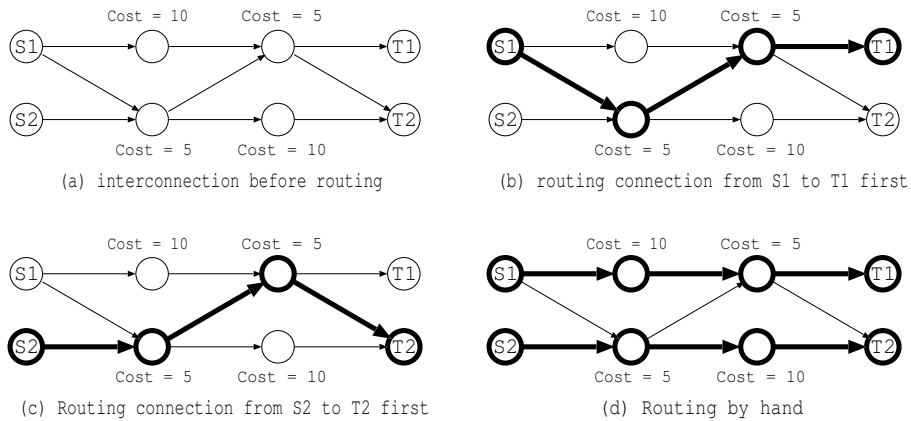 Cost = 10 Cost = 5
S1 T1
S2 T2
Cost = 5 Cost = 10
(a) interconnection before routing
Cost = 10 Cost = 5
S1 T1
S2 T2
Cost = 5 Cost = 10
(b) routing connection from S1 to T1 first
Cost = 10 Cost = 5
S1 T1
S2 T2
Cost = 5 Cost = 10
(c) Routing connection from S2 to T2 first
Cost = 10 Cost = 5
S1 T1
S2 T2
Cost = 5 Cost = 10
(d) Routing by hand